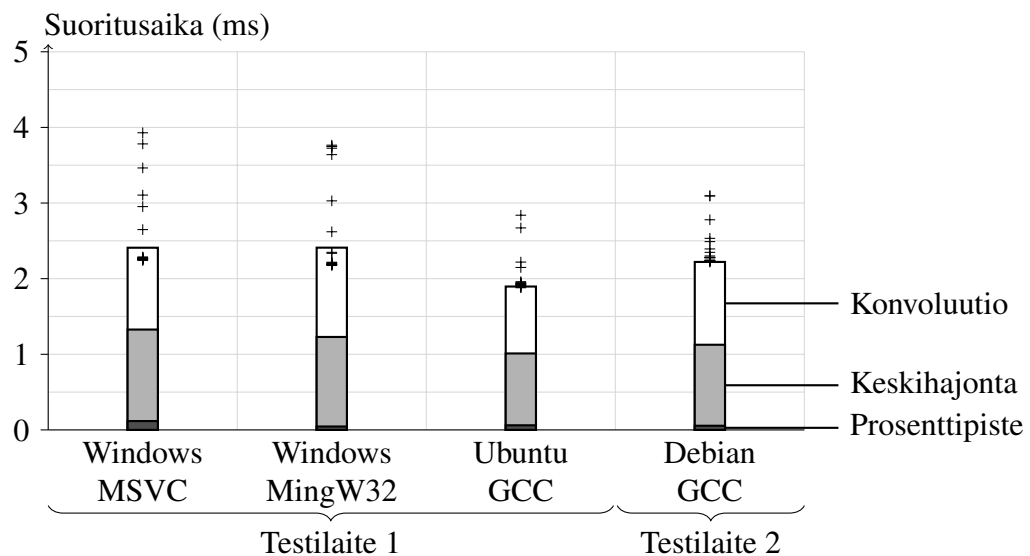 Suoritusaika (ms)
5
4
3
2
1
0
Konvoluutio
Keskihajonta
Prosenttipiste
Windows
MSVC
Windows
MingW32
Ubuntu
GCC
Debian
GCC
Testilaite 1
Testilaite 2